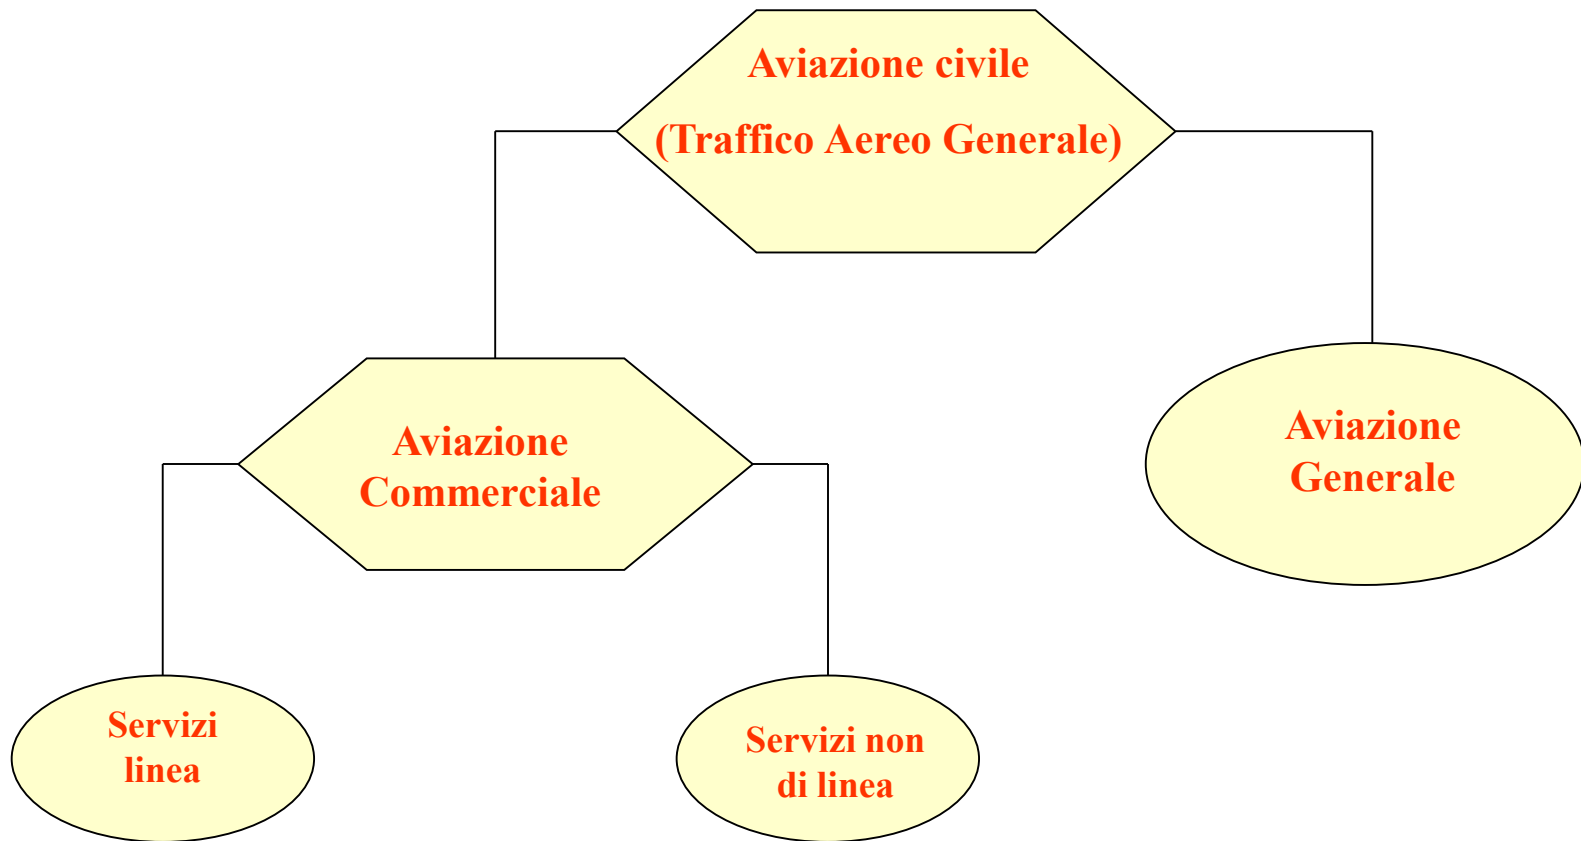 Aviazione civile
(Traffico Aereo Generale)
Aviazione
Commerciale
Aviazione
Generale
Servizi
linea
Servizi non
di linea